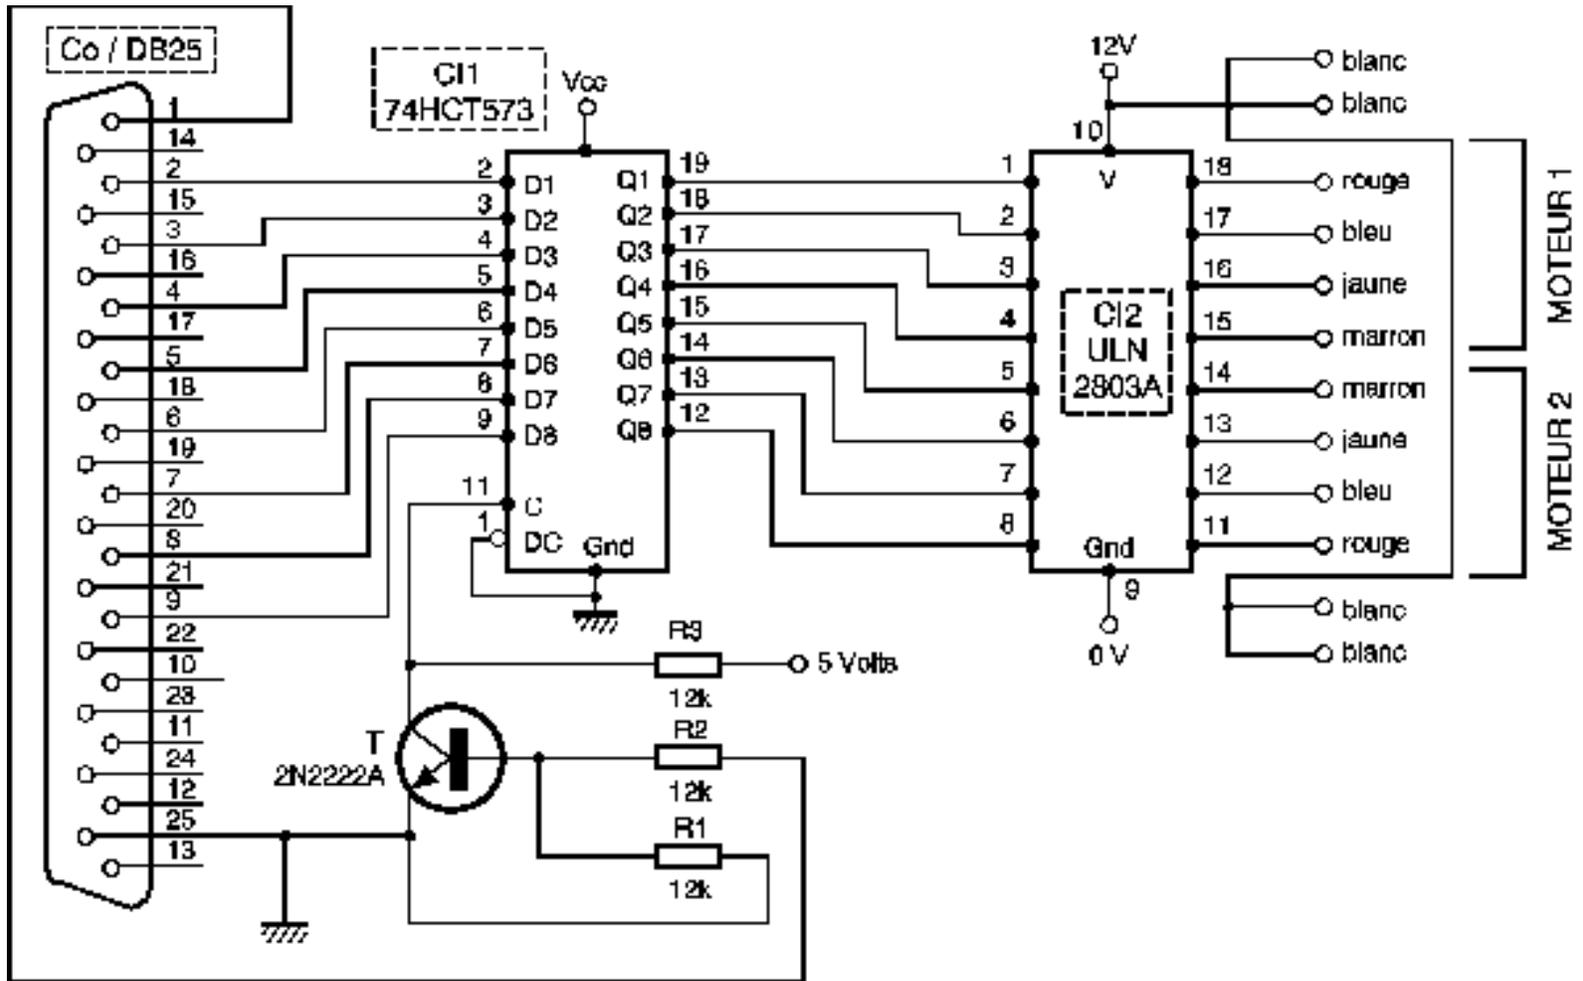 Co / DB25
1
14
2
15
3
16
4
17
5
18
6
19
7
20
8
21
9
22
10
23
11
24
12
25
13
CI1
74HCT573
Vcc
2 D1 Q1 19
3 D2 Q2 18
4 D3 Q3 17
5 D4 Q4 16
6 D5 Q5 15
7 D6 Q6 14
8 D7 Q7 13
9 D8 Q8 12
11 C
1 DC Gnd
12V
10
V
1
2
3
4
5
6
7
8
CI2
ULN
2803A
Gnd
9
0 V
blanc
blanc
18 rouge
17 bleu
16 jaune
15 marron
14 marron
13 jaune
12 bleu
11 rouge
blanc
blanc
MOTEUR 1
MOTEUR 2
R3
12k
5 Volts
T
2N2222A
R2
12k
R1
12k